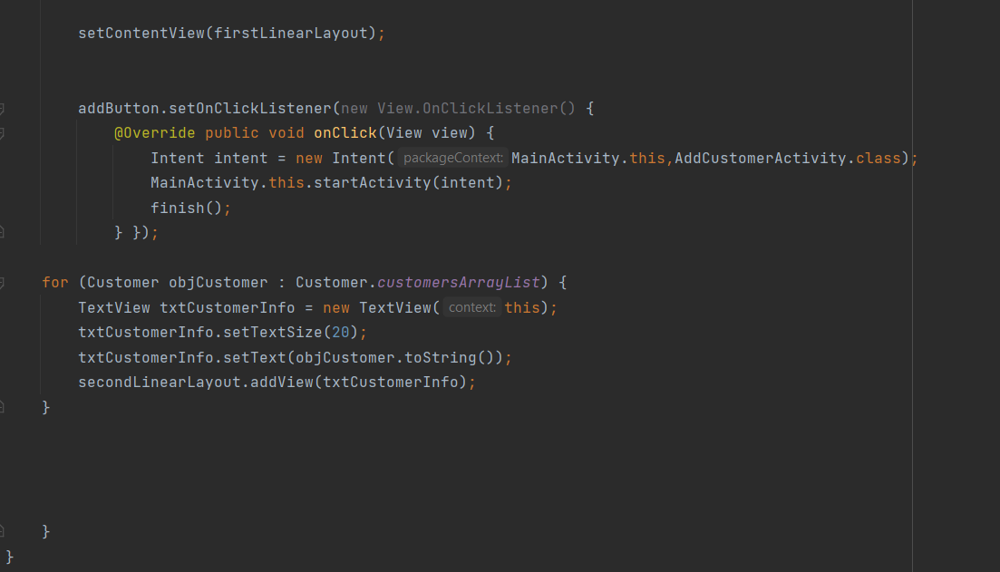 setContentView(firstLinearLayout);
addButton.setOnClickListener(new View.OnClickListener() {
@Override public void onClick(View view) {
Intent intent = new Intent( packageContext: MainActivity.this,AddCustomerActivity.class);
MainActivity.this.startActivity(intent);
finish();
} });
for (Customer objCustomer : Customer.customersArrayList) {
TextView txtCustomerInfo = new TextView( context: this);
txtCustomerInfo.setTextSize(20);
txtCustomerInfo.setText(objCustomer.toString());
secondLinearLayout.addView(txtCustomerInfo);
}
}
}